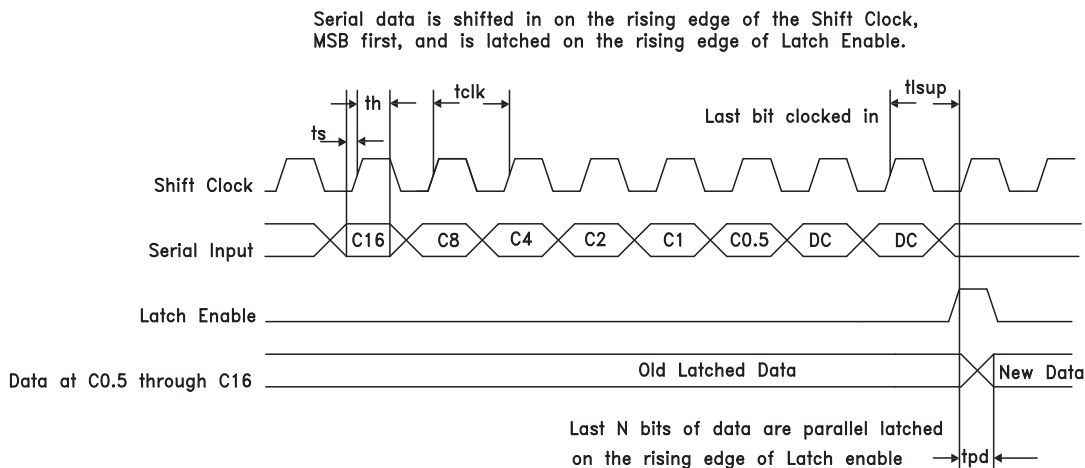 Serial data is shifted in on the rising edge of the Shift Clock,
MSB first, and is latched on the rising edge of Latch Enable.
th
tclk
tlsup
ts
Last bit clocked in
Shift Clock
Serial Input
C16
C8
C4
C2
C1
C0.5
DC
DC
Latch Enable
Data at C0.5 through C16
Old Latched Data
New Data
Last N bits of data are parallel latched
on the rising edge of Latch enable
tpd